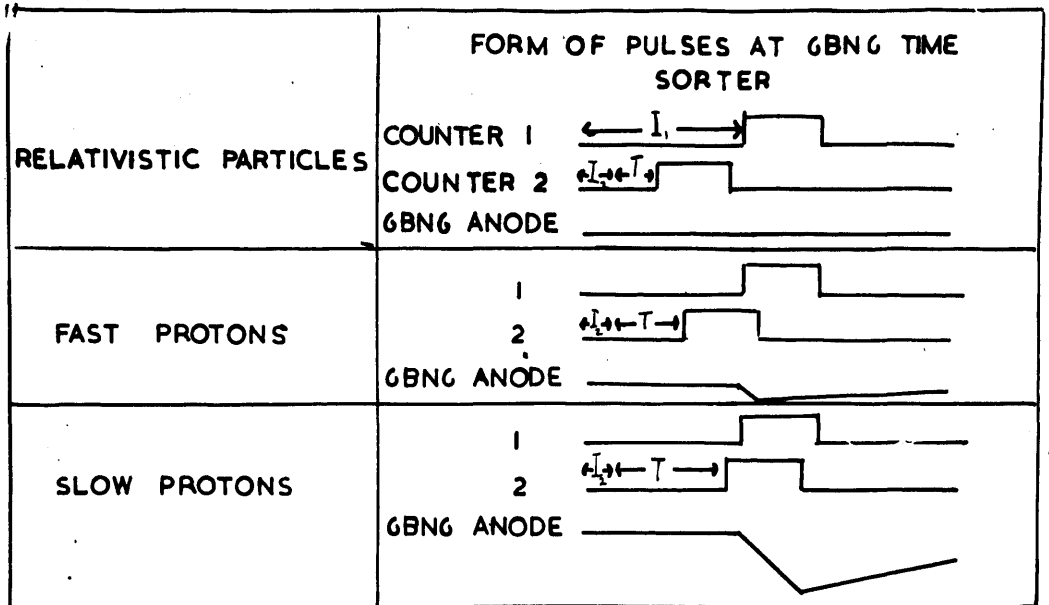 FORM OF PULSES AT 6BN6 TIME
SORTER
RELATIVISTIC PARTICLES
COUNTER 1
I₁
COUNTER 2
I₂ T
6BN6 ANODE
FAST PROTONS
1
2
I₂ T
6BN6 ANODE
SLOW PROTONS
1
2
I₂ T
6BN6 ANODE